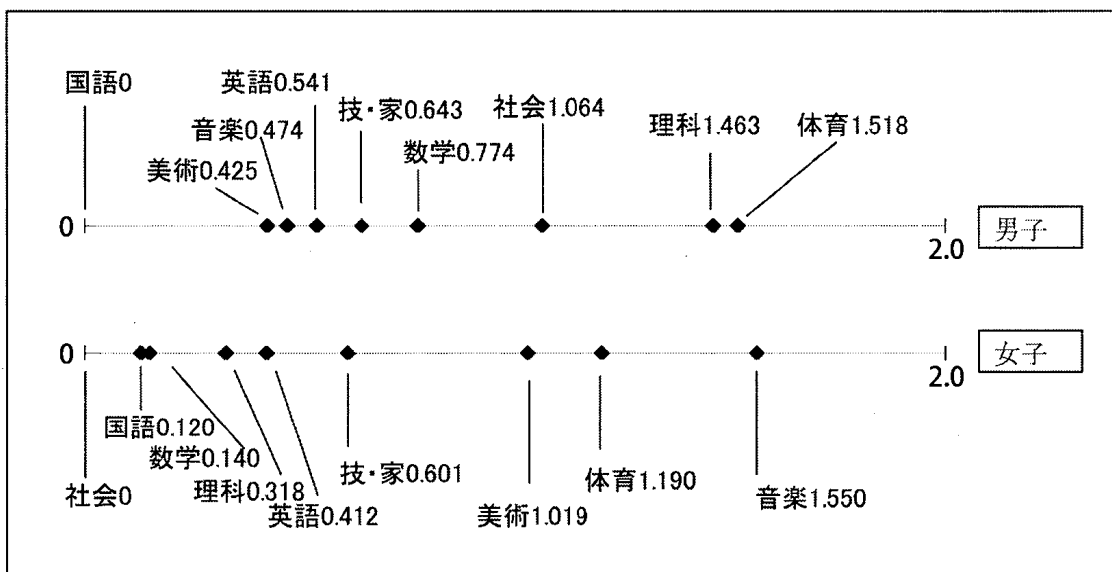 国語0
英語0.541
技・家0.643
社会1.064
理科1.463
体育1.518
音楽0.474
数学0.774
美術0.425
0
2.0
男子
0
2.0
女子
国語0.120
数学0.140
技・家0.601
体育1.190
社会0
理科0.318
音楽1.550
英語0.412
美術1.019